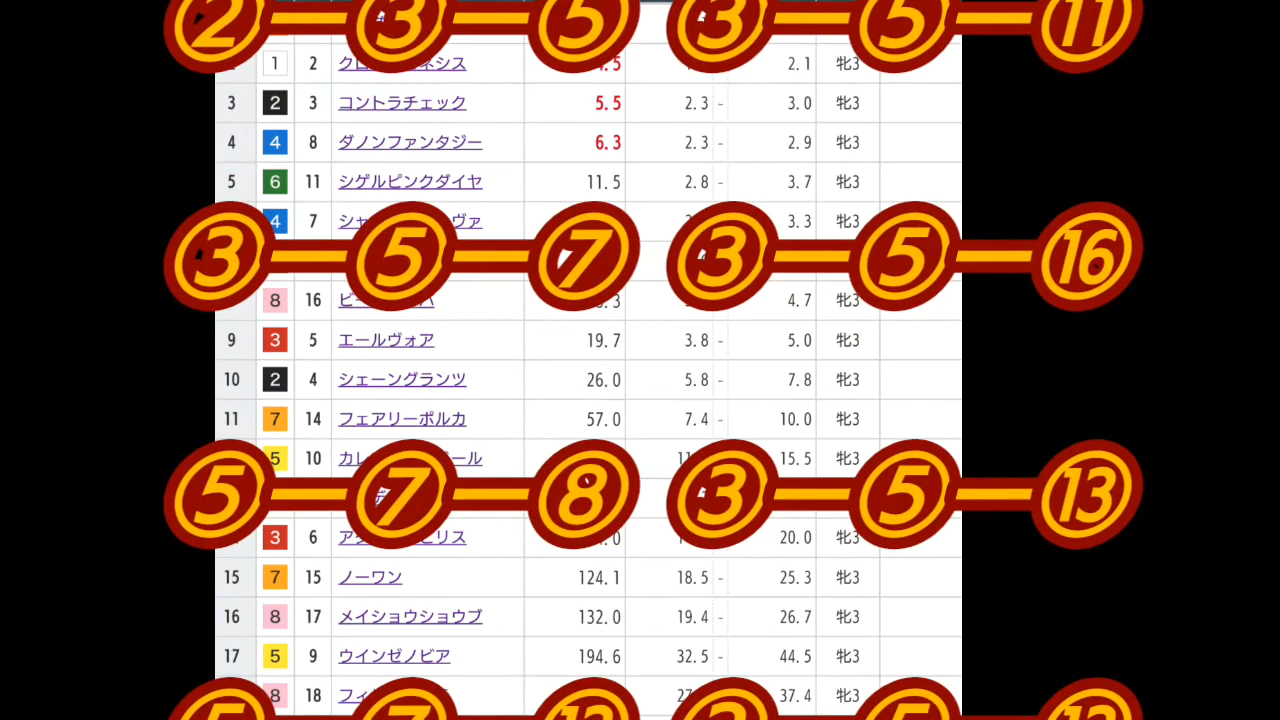 2 3 5 3 5 11
1 2 .5 2.1 牝3
3 2 3 コントラチェック 5.5 2.3 - 3.0 牝3
4 4 8 ダノンファンタジー 6.3 2.3 - 2.9 牝3
5 6 11 シゲルピンクダイヤ 11.5 2.8 - 3.7 牝3
4 7 3.3 牝3
3 5 7 3 5 16
8 16 4.7 牝3
9 3 5 エールヴォア 19.7 3.8 - 5.0 牝3
10 2 4 シェーングランツ 26.0 5.8 - 7.8 牝3
11 7 14 フェアリーポルカ 57.0 7.4 - 10.0 牝3
5 10 15.5 牝3
5 7 8 3 5 13
3 6 20.0 牝3
15 7 15 ノーワン 124.1 18.5 - 25.3 牝3
16 8 17 メイショウショウブ 132.0 19.4 - 26.7 牝3
17 5 9 ウインゼノビア 194.6 32.5 - 44.5 牝3
8 18 37.4 牝3